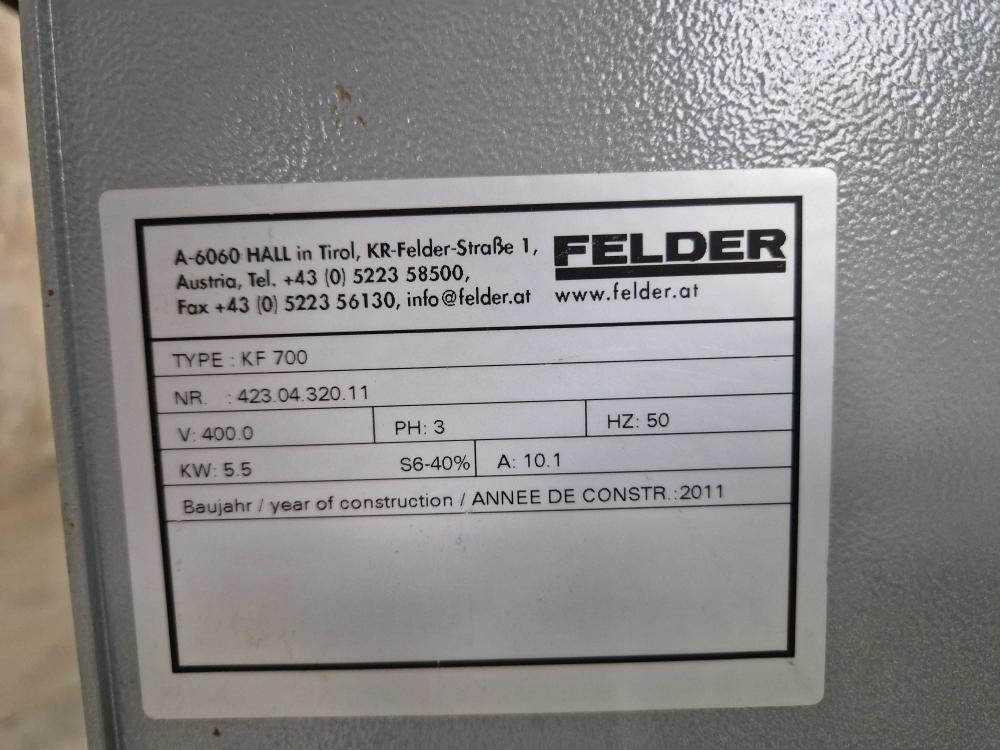 A-6060 HALL in Tirol, KR-Felder-Straße 1,
Austria, Tel. +43 (0) 5223 58500,
Fax +43 (0) 5223 56130, info@felder.at
FELDER
www.felder.at
TYPE : KF 700
NR. : 423.04.320.11
V: 400.0 PH: 3 HZ: 50
KW: 5.5 S6-40% A: 10.1
Baujahr / year of construction / ANNEE DE CONSTR.:2011